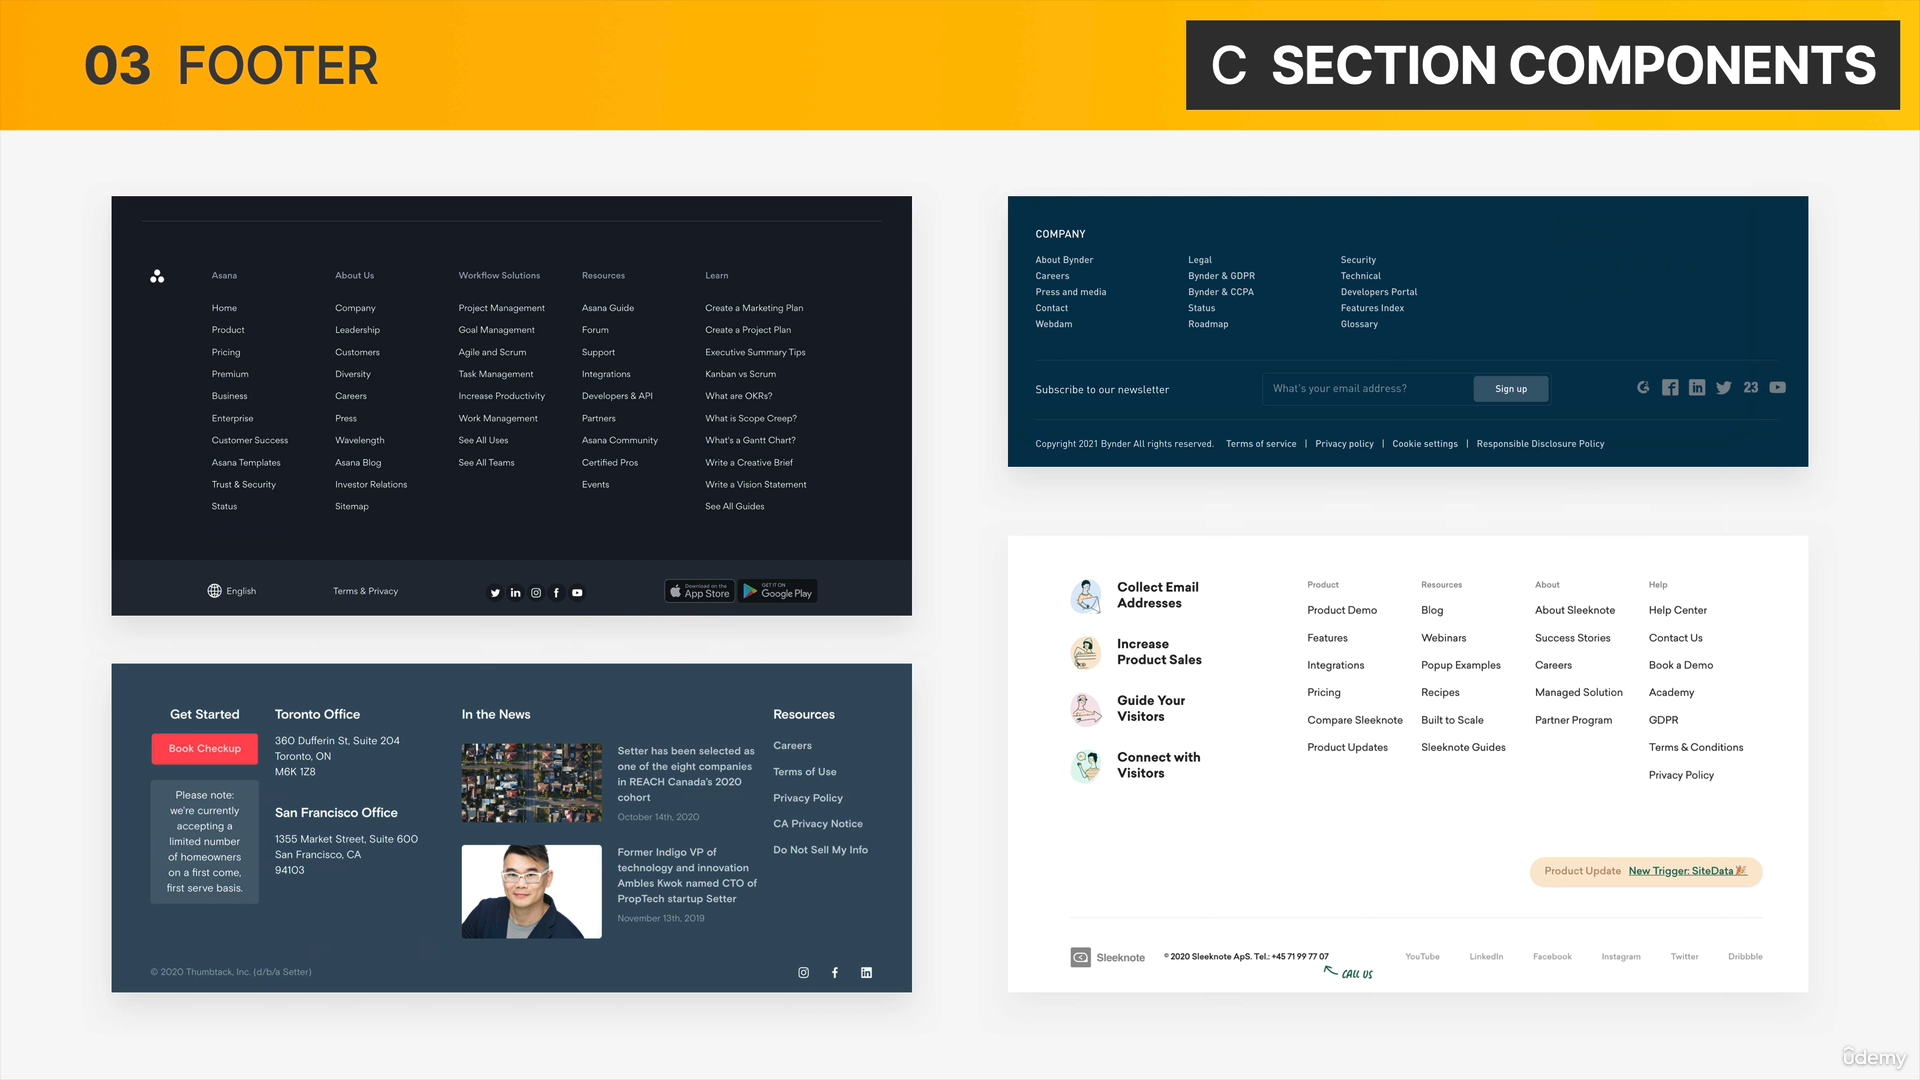 03 FOOTER
C SECTION COMPONENTS
Asana
Home
Product
Pricing
Premium
Business
Enterprise
Customer Success
Asana Templates
Trust & Security
Status
About Us
Company
Leadership
Customers
Diversity
Careers
Press
Wavelength
Asana Blog
Investor Relations
Sitemap
Workflow Solutions
Project Management
Goal Management
Agile and Scrum
Task Management
Increase Productivity
Work Management
See All Uses
See All Teams
Resources
Asana Guide
Forum
Support
Integrations
Developers & API
Partners
Asana Community
Certified Pros
Events
Learn
Create a Marketing Plan
Create a Project Plan
Executive Summary Tips
Kanban vs Scrum
What are OKRs?
What is Scope Creep?
What's a Gantt Chart?
Write a Creative Brief
Write a Vision Statement
See All Guides
English
Terms & Privacy
Download on the
App Store
GET IT ON
Google Play
COMPANY
About Bynder
Careers
Press and media
Contact
Webdam
Legal
Bynder & GDPR
Bynder & CCPA
Status
Roadmap
Security
Technical
Developers Portal
Features Index
Glossary
Subscribe to our newsletter
What's your email address?
Sign up
23
Copyright 2021 Bynder All rights reserved. Terms of service | Privacy policy | Cookie settings | Responsible Disclosure Policy
Get Started
Book Checkup
Please note:
we're currently
accepting a
limited number
of homeowners
on a first come,
first serve basis.
Toronto Office
360 Dufferin St, Suite 204
Toronto, ON
M6K 1Z8
San Francisco Office
1355 Market Street, Suite 600
San Francisco, CA
94103
In the News
Setter has been selected as
one of the eight companies
in REACH Canada's 2020
cohort
October 14th, 2020
Former Indigo VP of
technology and innovation
Ambles Kwok named CTO of
PropTech startup Setter
November 13th, 2019
Resources
Careers
Terms of Use
Privacy Policy
CA Privacy Notice
Do Not Sell My Info
© 2020 Thumbtack, Inc. (d/b/a Setter)
Collect Email
Addresses
Increase
Product Sales
Guide Your
Visitors
Connect with
Visitors
Product
Product Demo
Features
Integrations
Pricing
Compare Sleeknote
Product Updates
Resources
Blog
Webinars
Popup Examples
Recipes
Built to Scale
Sleeknote Guides
About
About Sleeknote
Success Stories
Careers
Managed Solution
Partner Program
Help
Help Center
Contact Us
Book a Demo
Academy
GDPR
Terms & Conditions
Privacy Policy
Product Update New Trigger: SiteData🎉
Sleeknote
© 2020 Sleeknote ApS. Tel.: +45 71 99 77 07
CALL US
YouTube
LinkedIn
Facebook
Instagram
Twitter
Dribbble
ûdemy